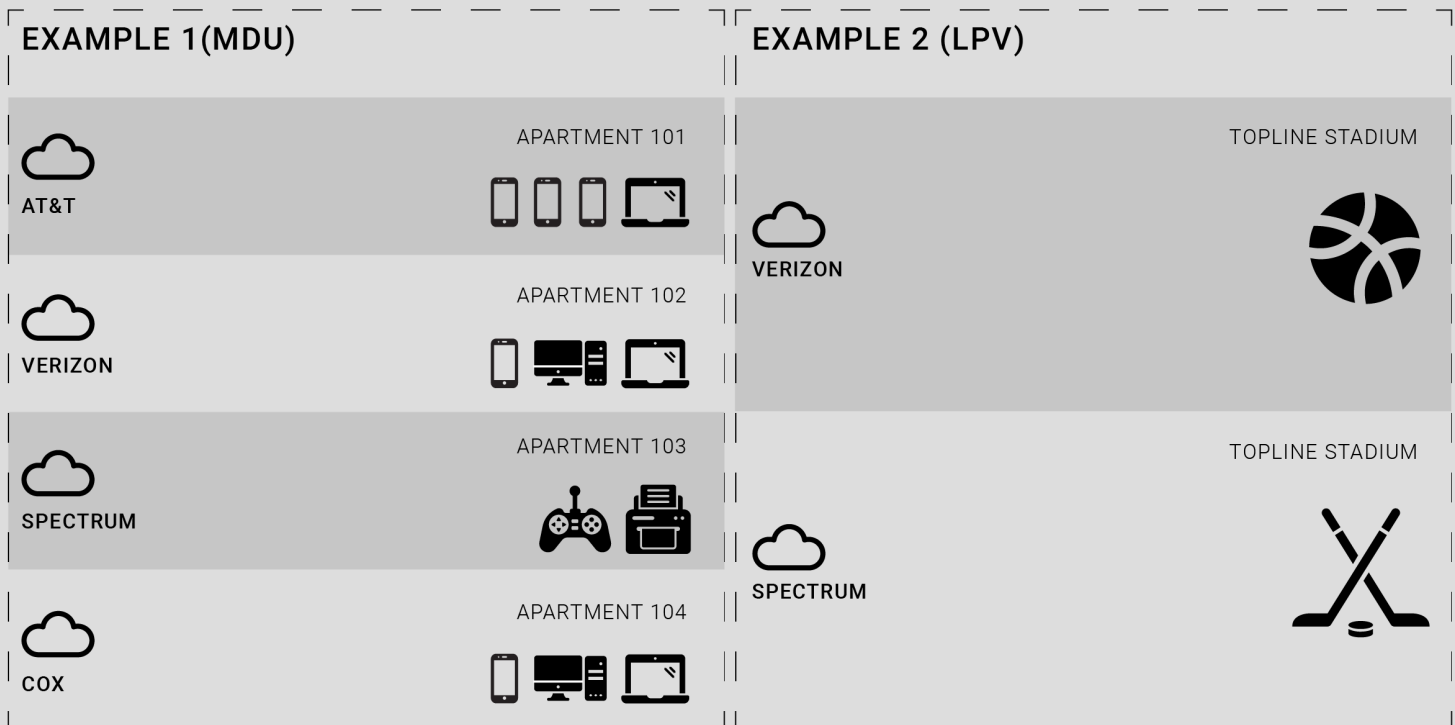 EXAMPLE 1(MDU)
APARTMENT 101
AT&T
APARTMENT 102
VERIZON
APARTMENT 103
SPECTRUM
APARTMENT 104
COX
EXAMPLE 2 (LPV)
TOPLINE STADIUM
VERIZON
TOPLINE STADIUM
SPECTRUM